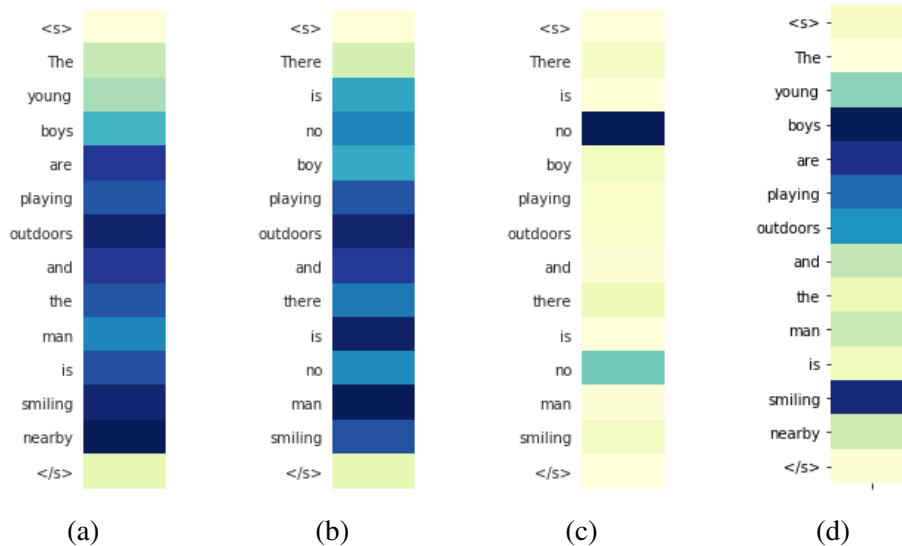 <s>
The
young
boys
are
playing
outdoors
and
the
man
is
smiling
nearby
</s>
(a)
<s>
There
is
no
boy
playing
outdoors
and
there
is
no
man
smiling
</s>
(b)
<s>
There
is
no
boy
playing
outdoors
and
there
is
no
man
smiling
</s>
(c)
<s>
The
young
boys
are
playing
outdoors
and
the
man
is
smiling
nearby
</s>
(d)